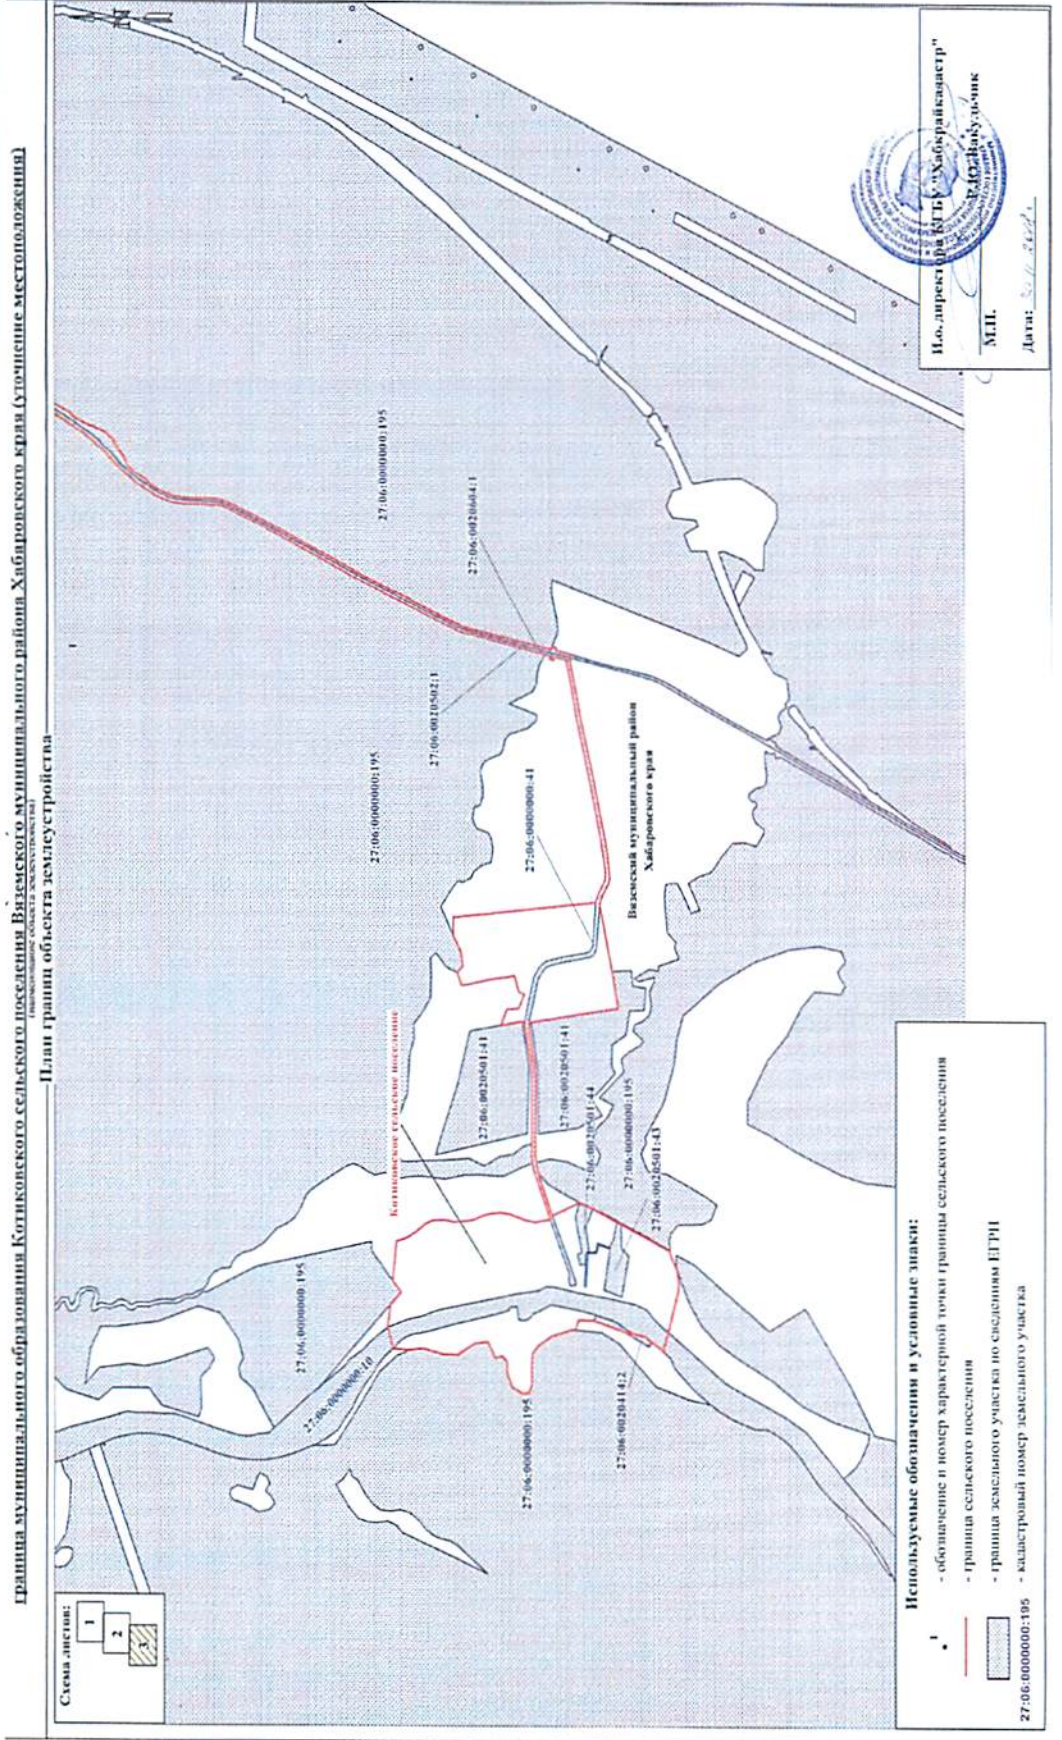 граница муниципального образования Котиковского сельского поселения Вяземского муниципального района Хабаровского края (уточнение местоположения)
(наименование объекта землеустройства)
План границ объекта землеустройства
Схема листов:
1
2
3
1
27:06:0000000:195
27:06:0000000:10
27:06:0000000:195
27:06:0020414:2
Котиковское сельское поселение
27:06:0020501:41
27:06:0020501:41
27:06:0020501:44
27:06:0000000:195
27:06:0020501:43
27:06:0000000:195
27:06:0020502:1
27:06:0000000:41
27:06:0000000:195
27:06:0020604:1
Вяземский муниципальный район
Хабаровского края
Используемые обозначения и условные знаки:
1 - обозначение и номер характерной точки границы сельского поселения
- граница сельского поселения
- граница земельного участка по сведениям ЕГРН
27:06:0000000:195 - кадастровый номер земельного участка
И.о. директора КГБУ "Хабкрайкадастр"
Р.Ю. Вакульчик
М.П.
Дата: